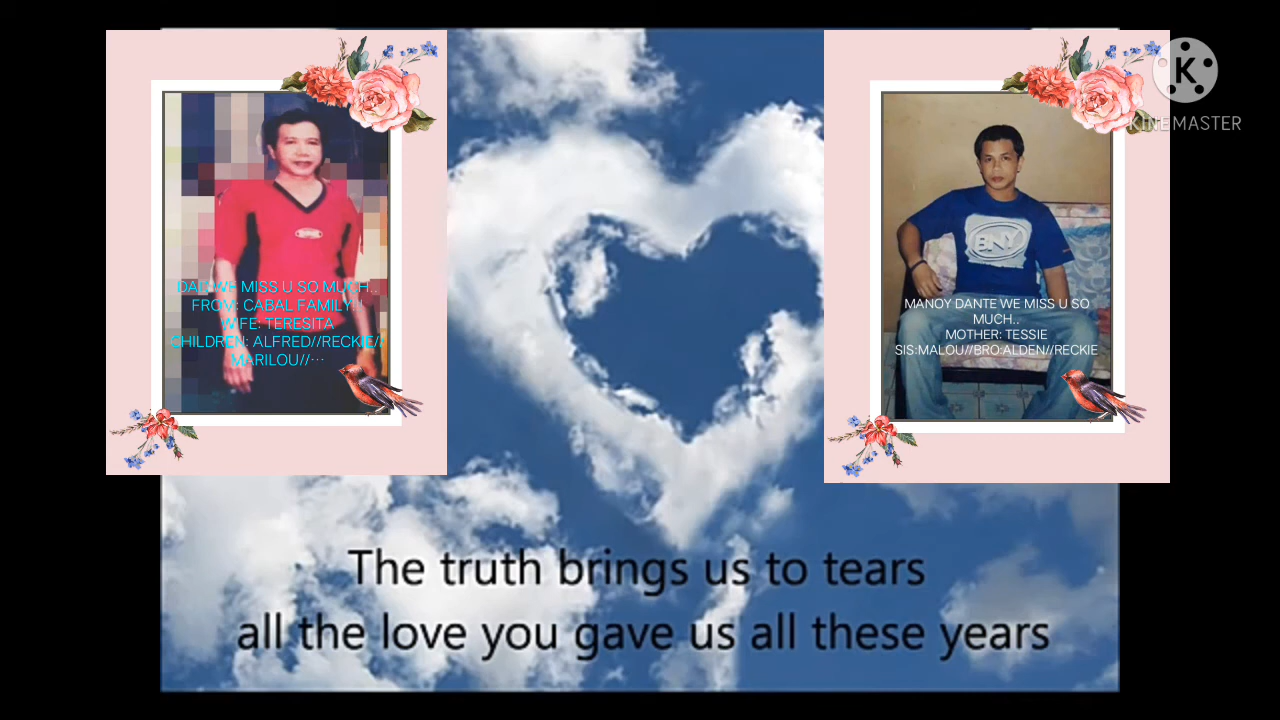 DAD WE MISS U SO MUCH..
FROM: CABAL FAMILY!!
WIFE: TERESITA
CHILDREN: ALFRED//RECKIE//
MARILOU//...
BNY
MANOY DANTE WE MISS U SO
MUCH..
MOTHER: TESSIE
SIS:MALOU//BRO:ALDEN//RECKIE
K
KINEMASTER
The truth brings us to tears
all the love you gave us all these years